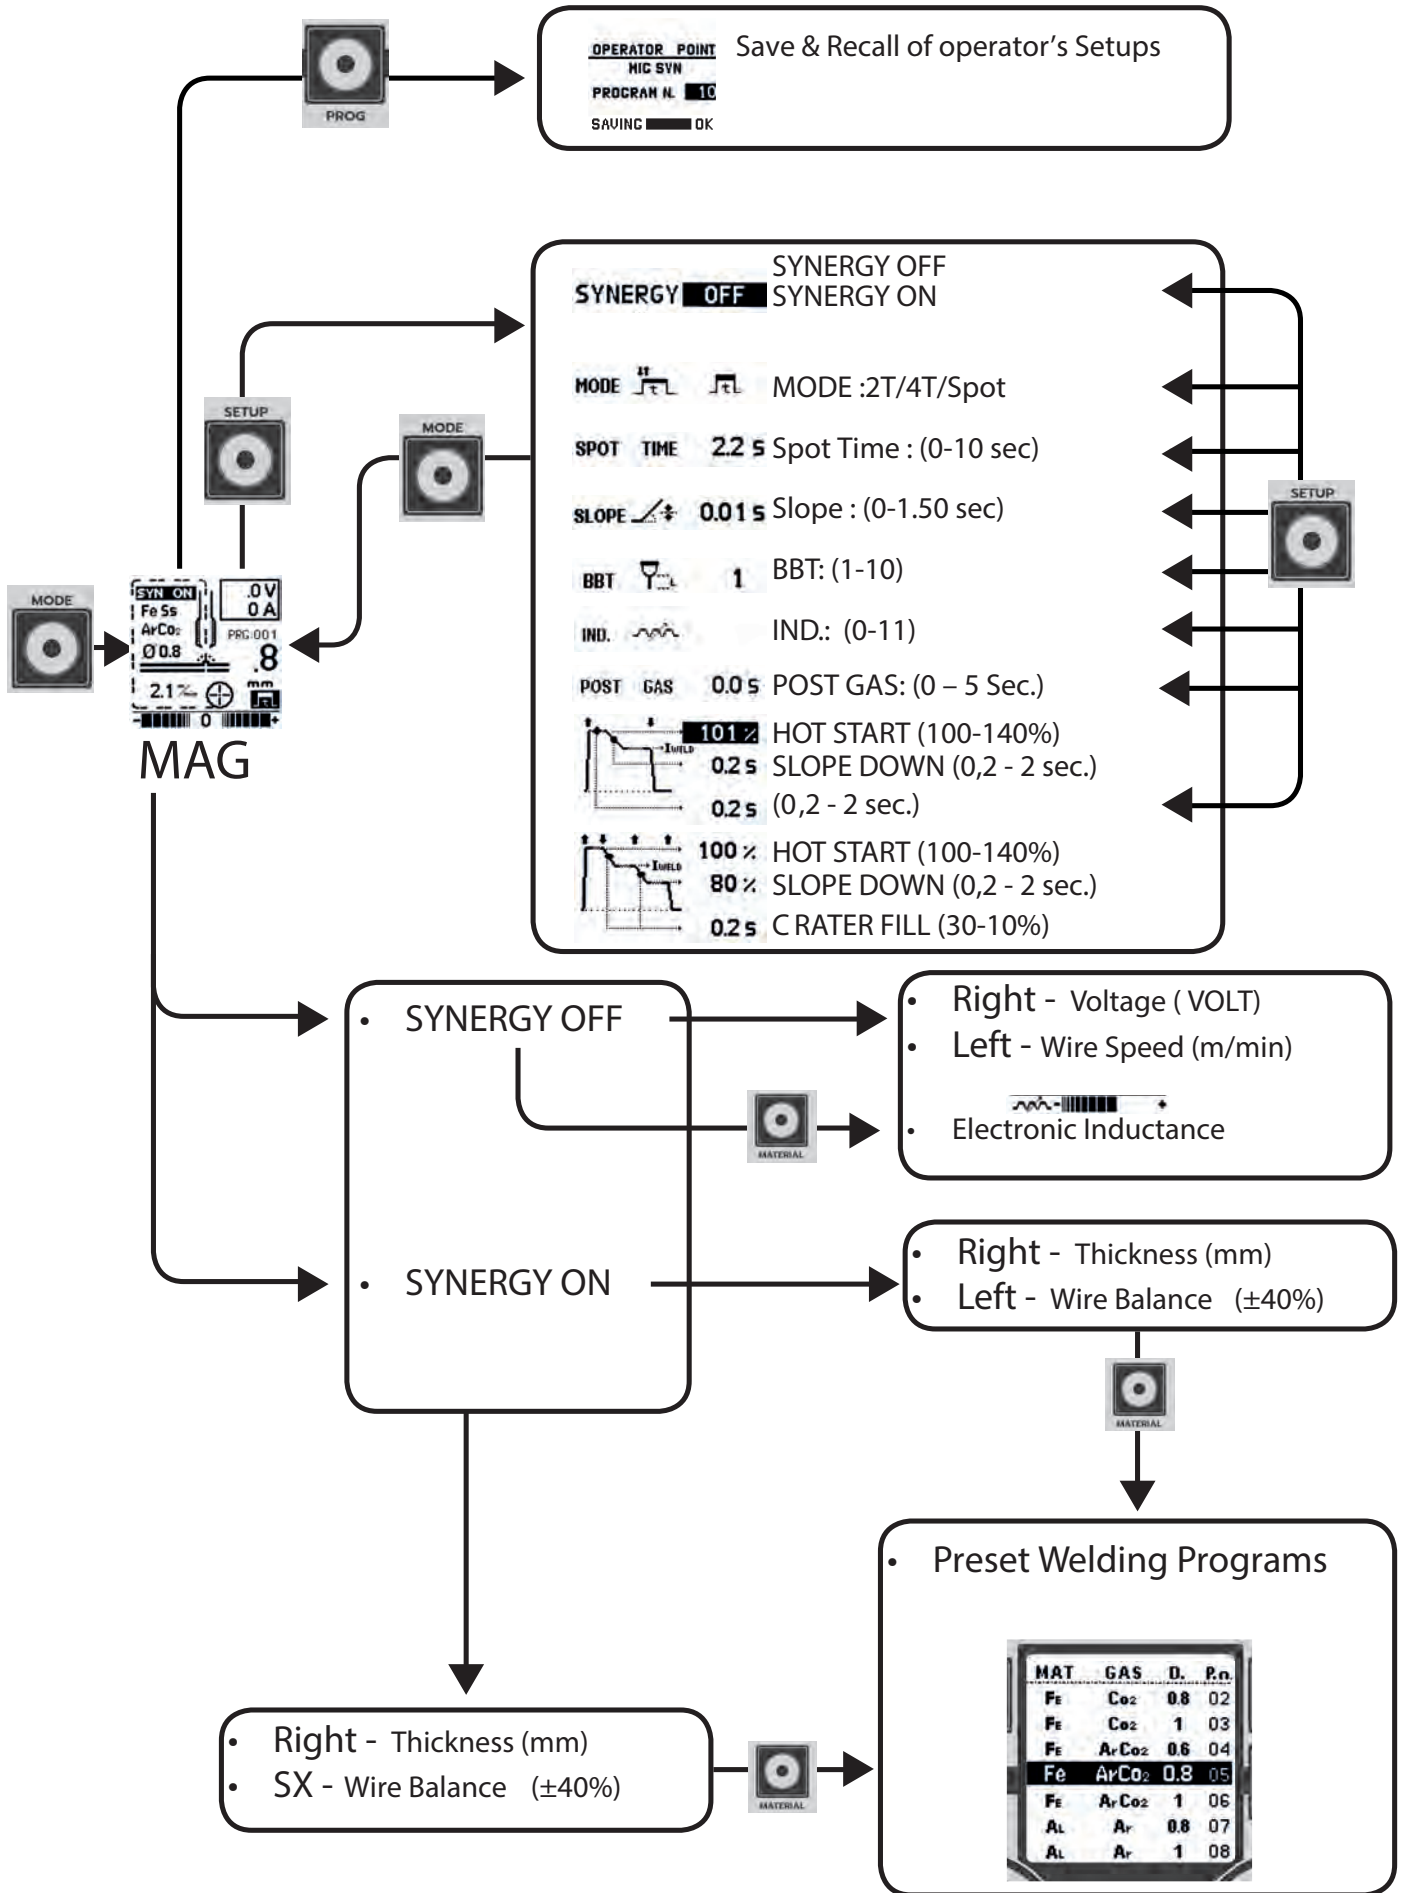 OPERATOR POINT
MIG SYN
PROGRAM N. 10
SAVING OK
Save & Recall of operator's Setups
PROG
SYNERGY OFF
SYNERGY OFF
SYNERGY ON
MODE t t MODE :2T/4T/Spot
SPOT TIME 2.2 s Spot Time : (0-10 sec)
SLOPE 0.01 s Slope : (0-1.50 sec)
BBT 1 BBT: (1-10)
IND. IND.: (0-11)
POST GAS 0.0 s POST GAS: (0 – 5 Sec.)
101 % HOT START (100-140%)
IWELD
0.2 s SLOPE DOWN (0,2 - 2 sec.)
0.2 s (0,2 - 2 sec.)
100 % HOT START (100-140%)
IWELD
80 % SLOPE DOWN (0,2 - 2 sec.)
0.2 s C RATER FILL (30-10%)
SETUP
MODE
SETUP
MODE
SYN ON .0 V
Fe Ss 0 A
ArCo2 PRG:001
Ø 0.8 .8
2.1 mm
- 0 +
MAG
• SYNERGY OFF
• SYNERGY ON
• Right - Voltage ( VOLT)
• Left - Wire Speed (m/min)
- +
• Electronic Inductance
MATERIAL
• Right - Thickness (mm)
• Left - Wire Balance (±40%)
MATERIAL
• Right - Thickness (mm)
• SX - Wire Balance (±40%)
MATERIAL
• Preset Welding Programs
MAT GAS D. P.n.
FE Co2 0.8 02
FE Co2 1 03
FE ArCo2 0.6 04
Fe ArCo2 0.8 05
FE ArCo2 1 06
AL Ar 0.8 07
AL Ar 1 08